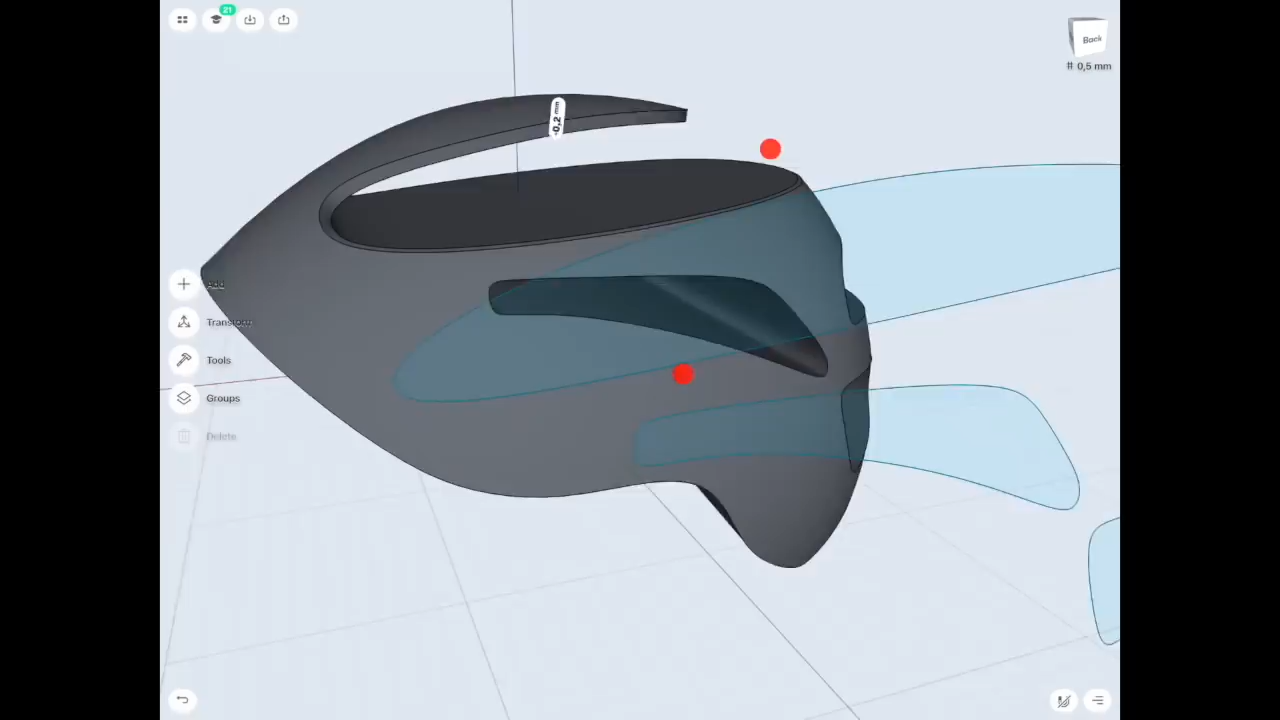 21
Back
0,5 mm
-0,2 mm
Add
Transform
Tools
Groups
Delete